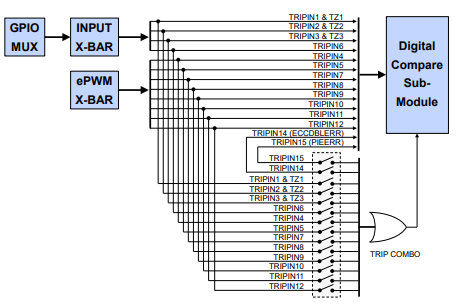 GPIO
MUX
INPUT
X-BAR
ePWM
X-BAR
TRIPIN1 & TZ1
TRIPIN2 & TZ2
TRIPIN3 & TZ3
TRIPIN6
TRIPIN4
TRIPIN5
TRIPIN7
TRIPIN8
TRIPIN9
TRIPIN10
TRIPIN11
TRIPIN12
TRIPIN14 (ECCDBLERR)
TRIPIN15 (PIEERR)
Digital
Compare
Sub-
Module
TRIPIN15
TRIPIN14
TRIPIN1 & TZ1
TRIPIN2 & TZ2
TRIPIN3 & TZ3
TRIPIN6
TRIPIN4
TRIPIN5
TRIPIN7
TRIPIN8
TRIPIN9
TRIPIN10
TRIPIN11
TRIPIN12
TRIP COMBO